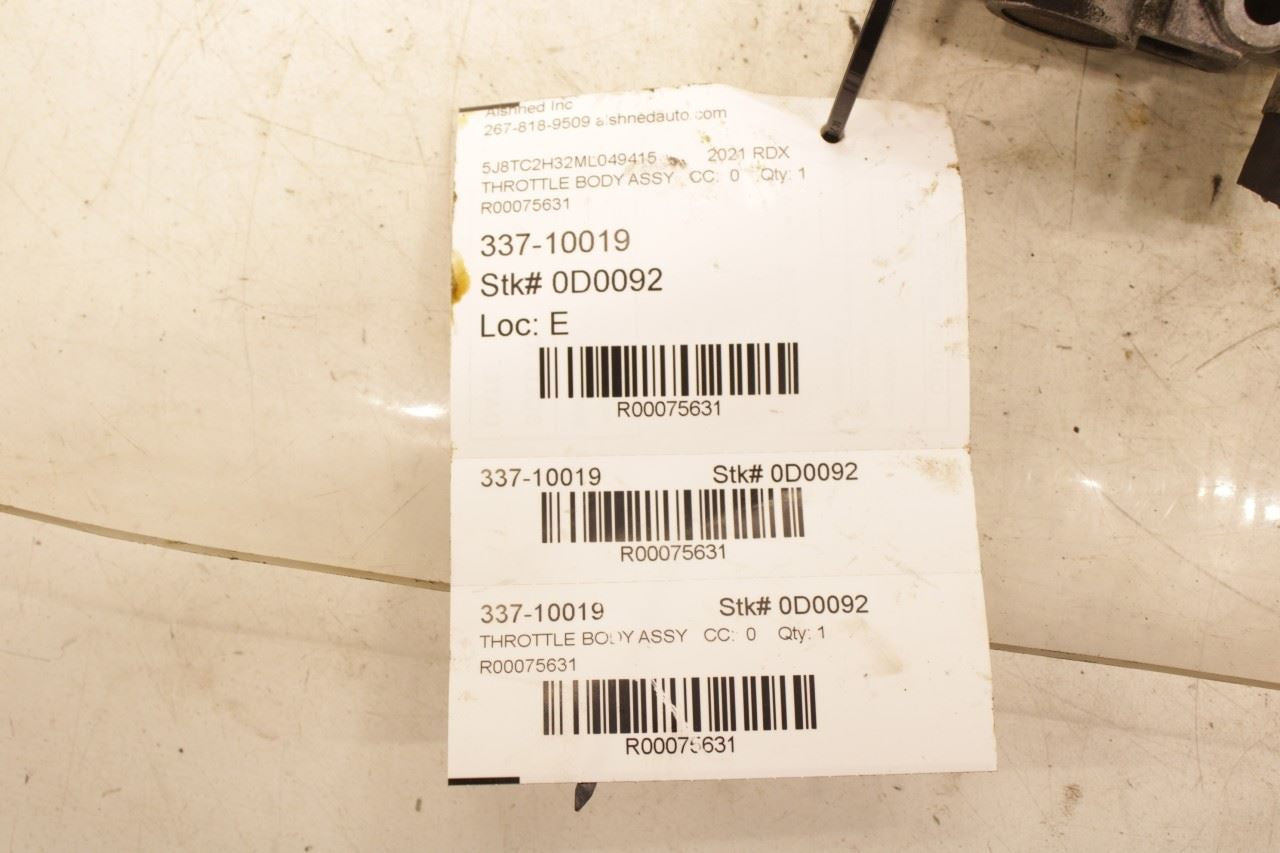 Alshned Inc
267-818-9509 alshnedauto.com
5J8TC2H32ML049415 2021 RDX
THROTTLE BODY ASSY CC: 0 Qty: 1
R00075631
337-10019
Stk# 0D0092
Loc: E
R00075631
337-10019 Stk# 0D0092
R00075631
337-10019 Stk# 0D0092
THROTTLE BODY ASSY CC: 0 Qty: 1
R00075631
R00075631